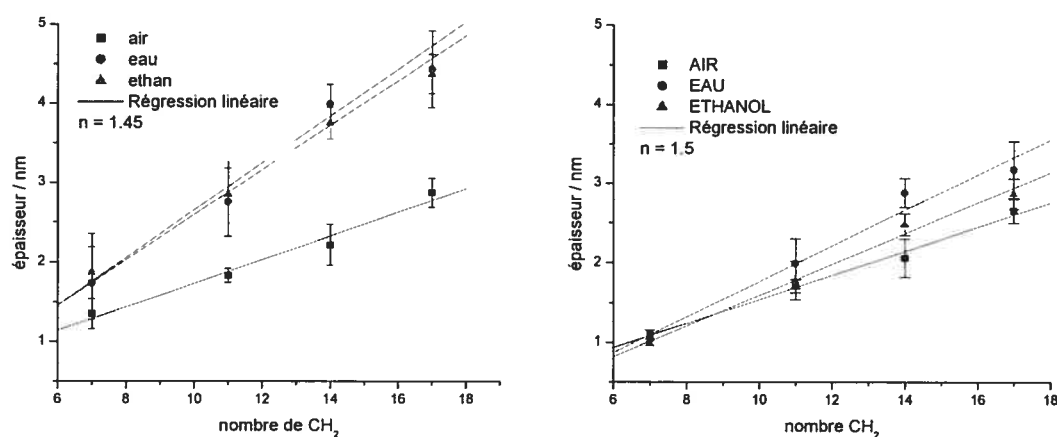 5
4
3
2
1
épaisseur / nm
air
eau
ethan
Régression linéaire
n = 1.45
6 8 10 12 14 16 18
nombre de CH2
5
4
3
2
1
épaisseur / nm
AIR
EAU
ETHANOL
Régression linéaire
n = 1.5
6 8 10 12 14 16 18
nombre CH2